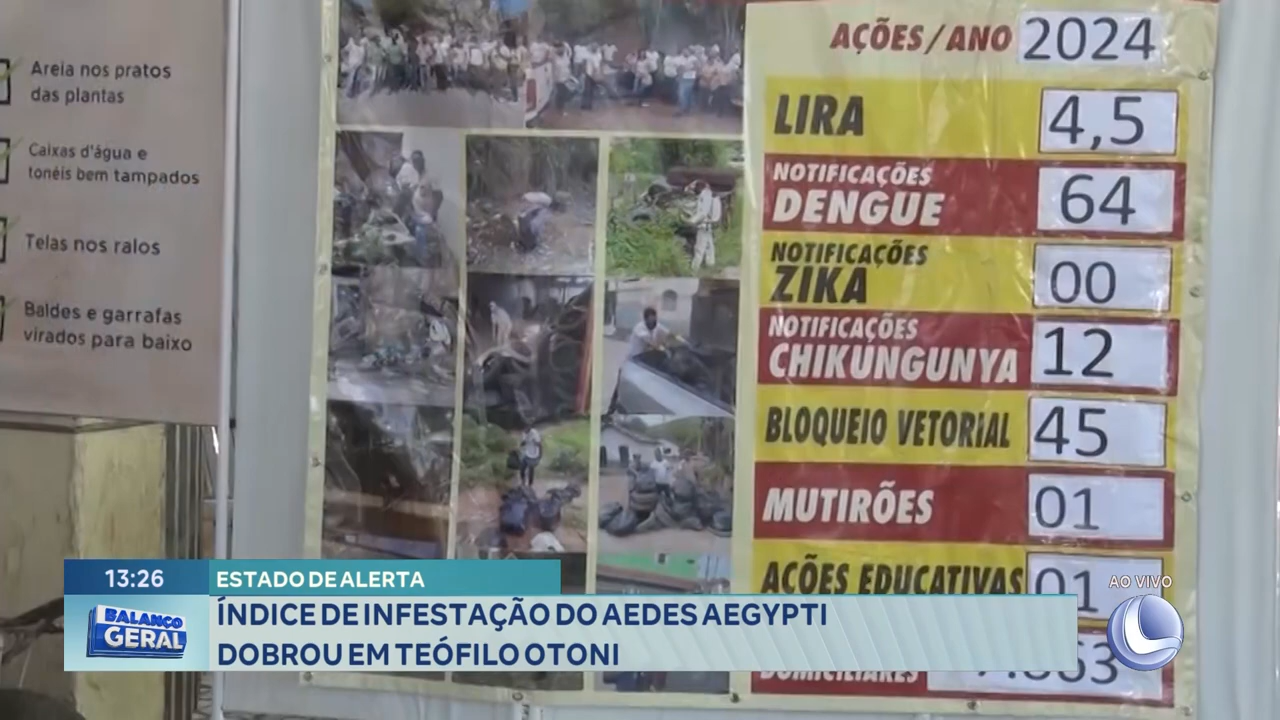 Areia nos pratos
das plantas
Caixas d'água e
tonéis bem tampados
Telas nos ralos
Baldes e garrafas
virados para baixo
AÇÕES/ANO 2024
LIRA 4,5
NOTIFICAÇÕES
DENGUE 64
NOTIFICAÇÕES
ZIKA 00
NOTIFICAÇÕES
CHIKUNGUNYA 12
BLOQUEIO VETORIAL 45
MUTIRÕES 01
AÇÕES EDUCATIVAS 01
DOMICILIARES
AO VIVO
13:26
ESTADO DE ALERTA
BALANÇO
GERAL
ÍNDICE DE INFESTAÇÃO DO AEDES AEGYPTI
DOBROU EM TEÓFILO OTONI